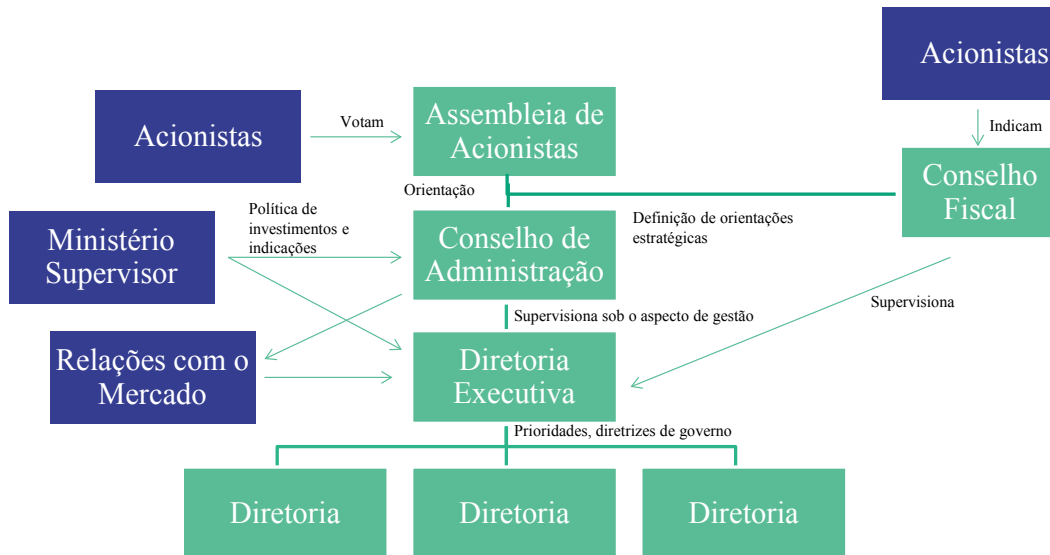 Acionistas
Acionistas
Votam
Assembleia de
Acionistas
Indicam
Orientação
Conselho
Fiscal
Política de
investimentos e
indicações
Definição de orientações
estratégicas
Ministério
Supervisor
Conselho de
Administração
Supervisiona
Supervisiona sob o aspecto de gestão
Relações com o
Mercado
Diretoria
Executiva
Prioridades, diretrizes de governo
Diretoria
Diretoria
Diretoria